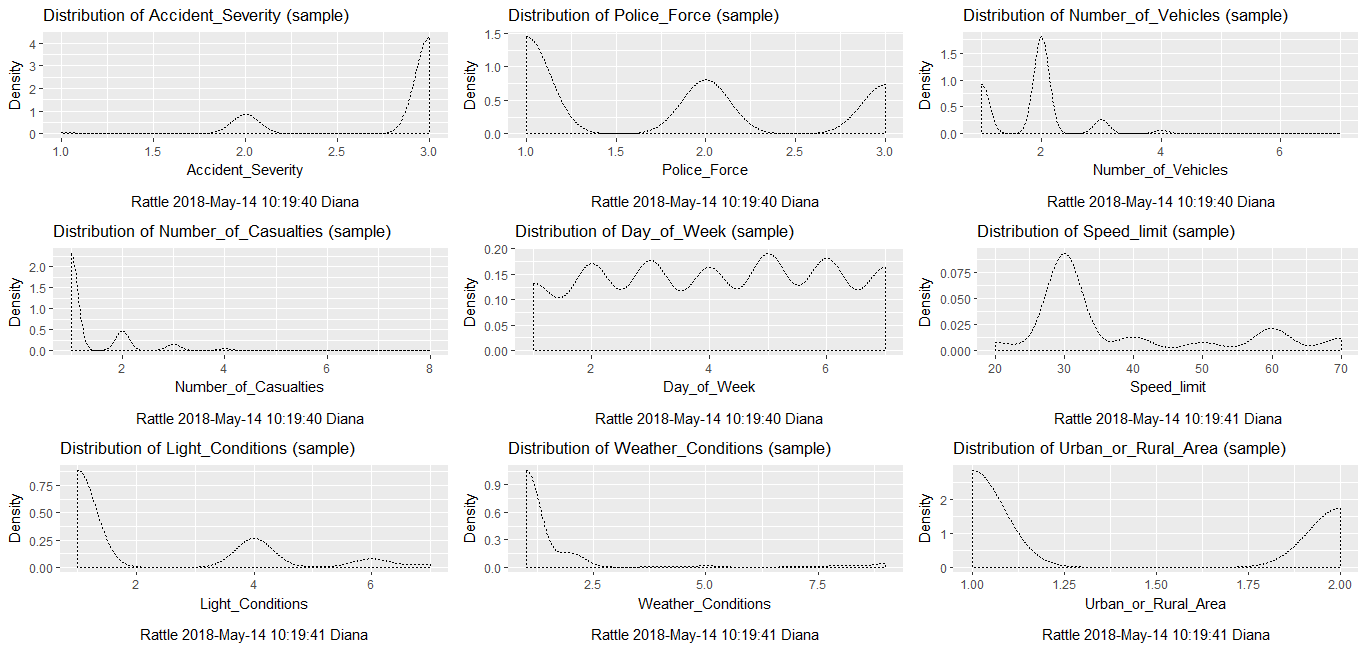 Distribution of Accident_Severity (sample)
Density
4
3
2
1
0
1.0 1.5 2.0 2.5 3.0
Accident_Severity
Rattle 2018-May-14 10:19:40 Diana
Distribution of Police_Force (sample)
Density
1.5
1.0
0.5
0.0
1.0 1.5 2.0 2.5 3.0
Police_Force
Rattle 2018-May-14 10:19:40 Diana
Distribution of Number_of_Vehicles (sample)
Density
1.5
1.0
0.5
0.0
2 4 6
Number_of_Vehicles
Rattle 2018-May-14 10:19:40 Diana
Distribution of Number_of_Casualties (sample)
Density
2.0
1.5
1.0
0.5
0.0
2 4 6 8
Number_of_Casualties
Rattle 2018-May-14 10:19:40 Diana
Distribution of Day_of_Week (sample)
Density
0.20
0.15
0.10
0.05
0.00
2 4 6
Day_of_Week
Rattle 2018-May-14 10:19:40 Diana
Distribution of Speed_limit (sample)
Density
0.075
0.050
0.025
0.000
20 30 40 50 60 70
Speed_limit
Rattle 2018-May-14 10:19:41 Diana
Distribution of Light_Conditions (sample)
Density
0.75
0.50
0.25
0.00
2 4 6
Light_Conditions
Rattle 2018-May-14 10:19:41 Diana
Distribution of Weather_Conditions (sample)
Density
0.9
0.6
0.3
0.0
2.5 5.0 7.5
Weather_Conditions
Rattle 2018-May-14 10:19:41 Diana
Distribution of Urban_or_Rural_Area (sample)
Density
2
1
0
1.00 1.25 1.50 1.75 2.00
Urban_or_Rural_Area
Rattle 2018-May-14 10:19:41 Diana